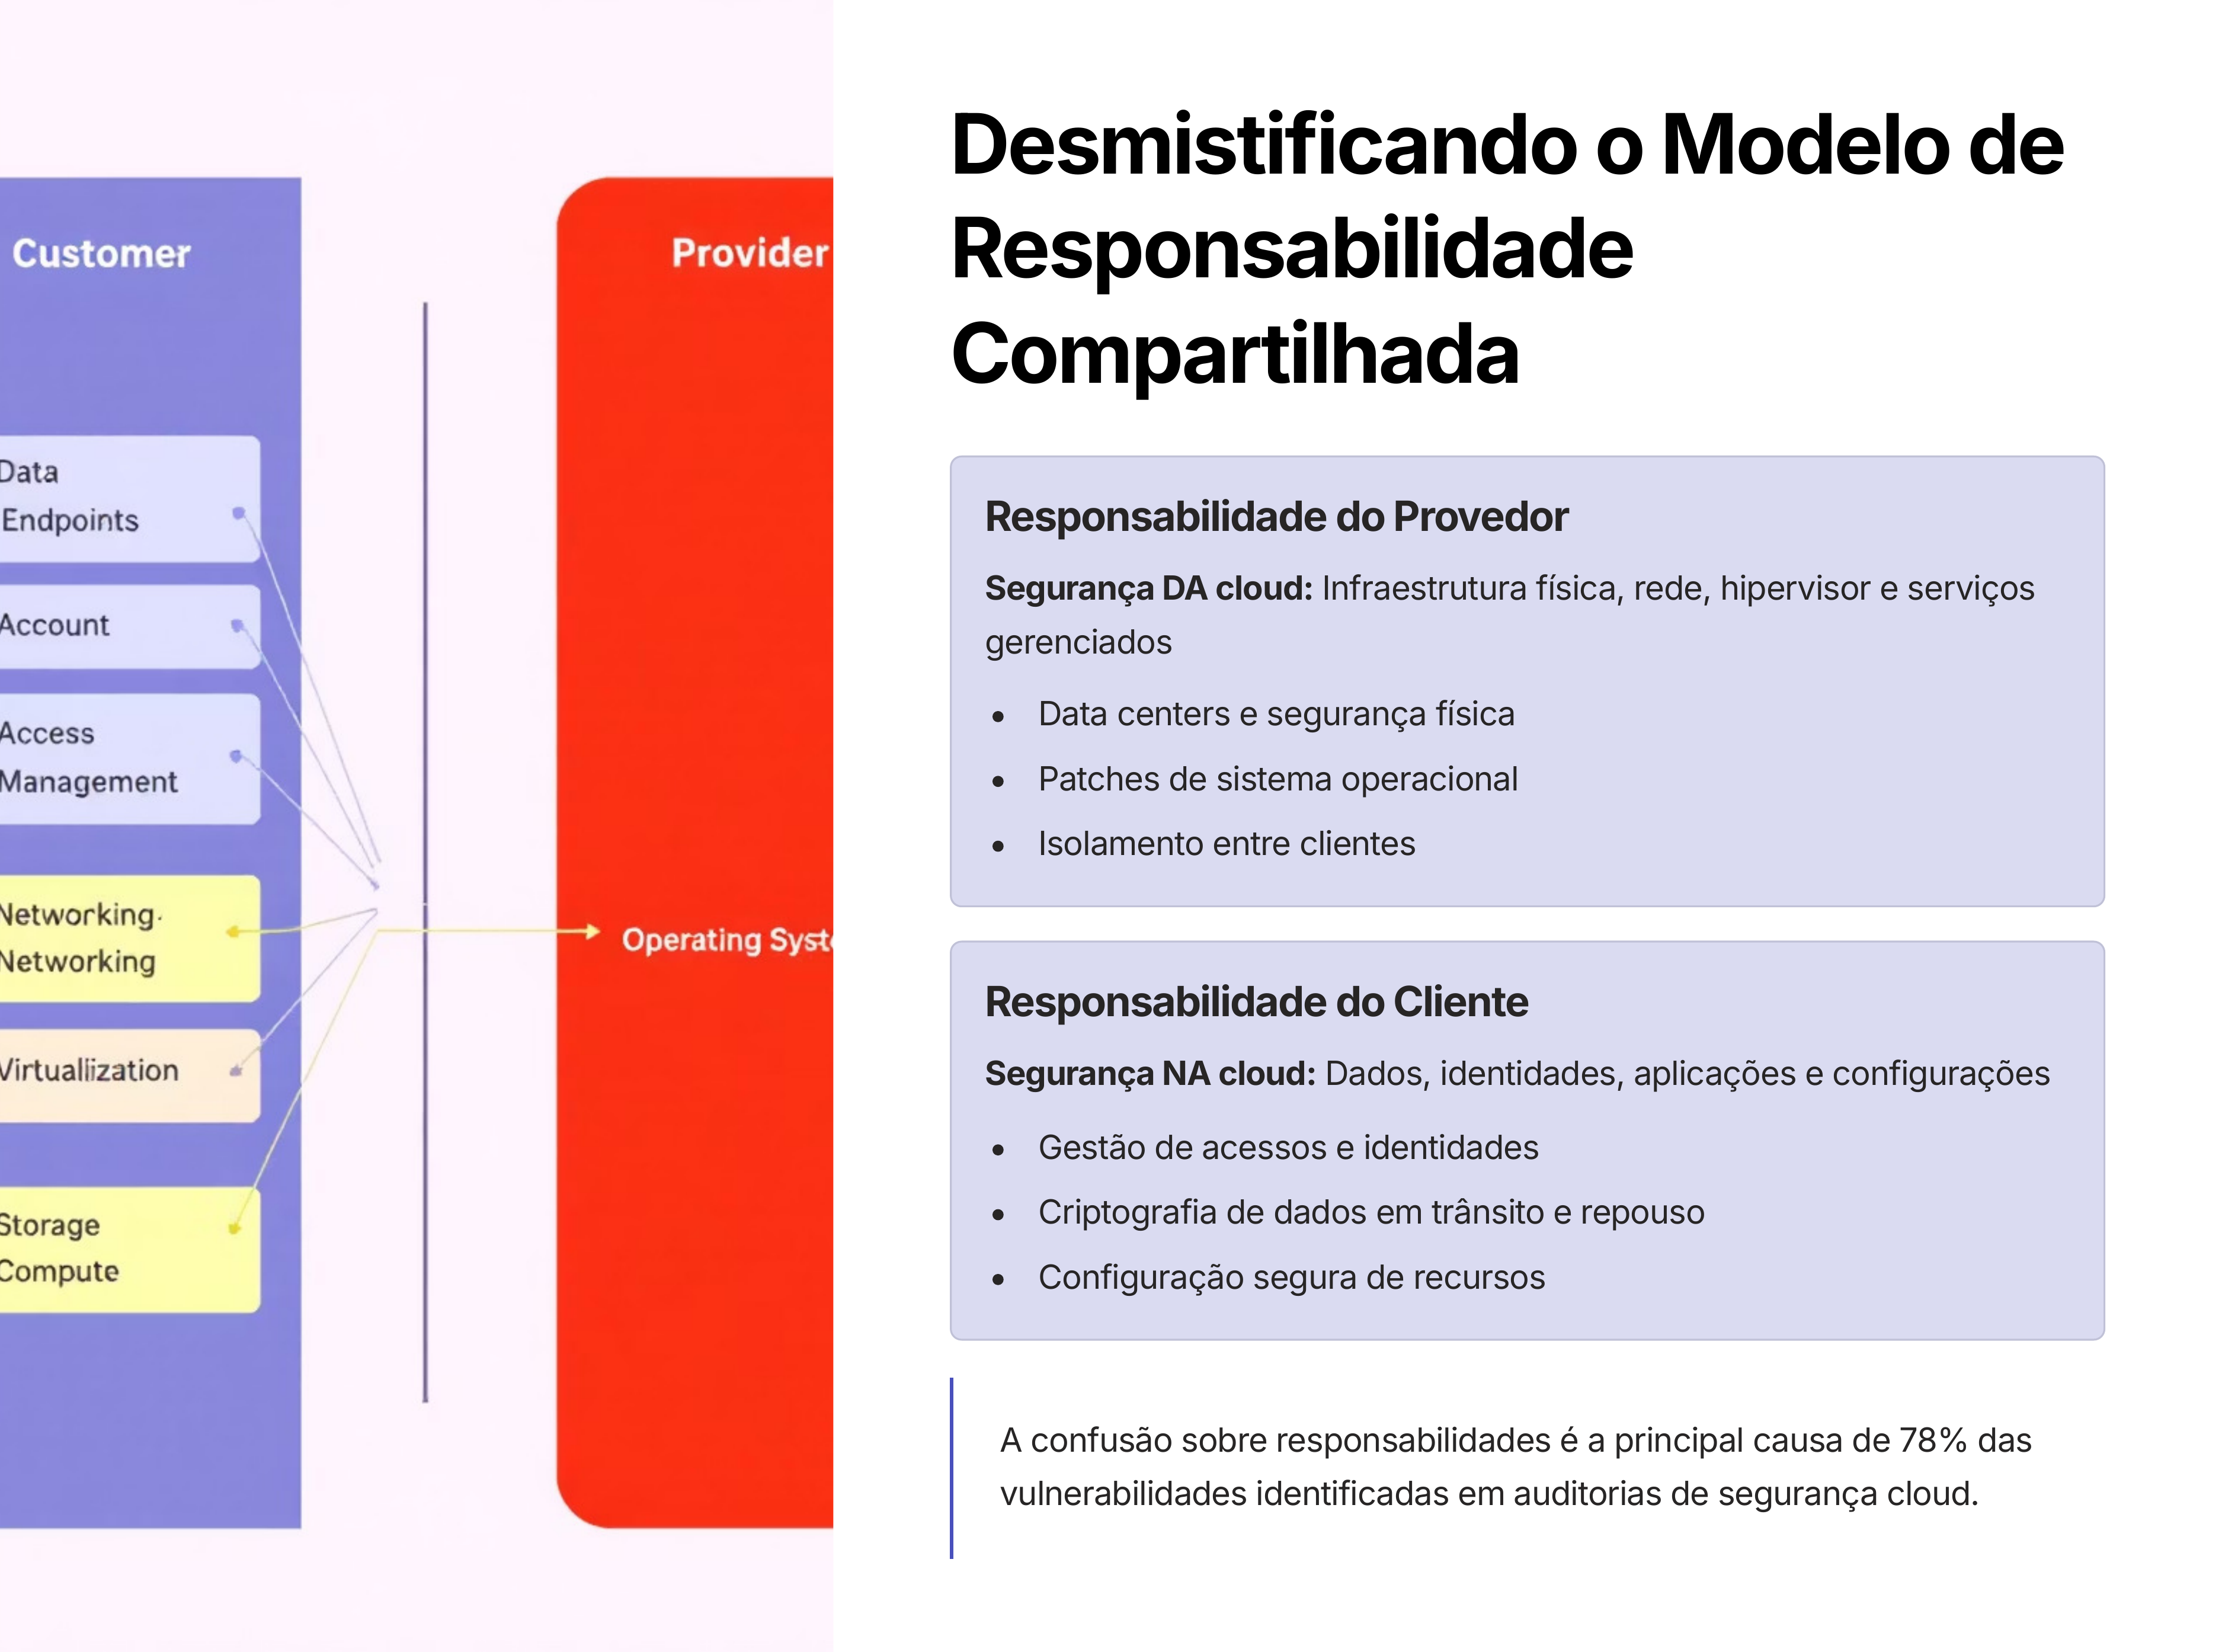 Customer
Data
Endpoints
Account
Access
Management
Networking
Networking
Virtuallization
Storage
Compute
Provider
Operating
Desmistificando o Modelo de
Responsabilidade
Compartilhada
Responsabilidade do Provedor
Segurança DA cloud: Infraestrutura física, rede, hipervisor e serviços
gerenciados
• Data centers e segurança física
• Patches de sistema operacional
• Isolamento entre clientes
Responsabilidade do Cliente
Segurança NA cloud: Dados, identidades, aplicações e configurações
• Gestão de acessos e identidades
• Criptografia de dados em trânsito e repouso
• Configuração segura de recursos
A confusão sobre responsabilidades é a principal causa de 78% das
vulnerabilidades identificadas em auditorias de segurança cloud.